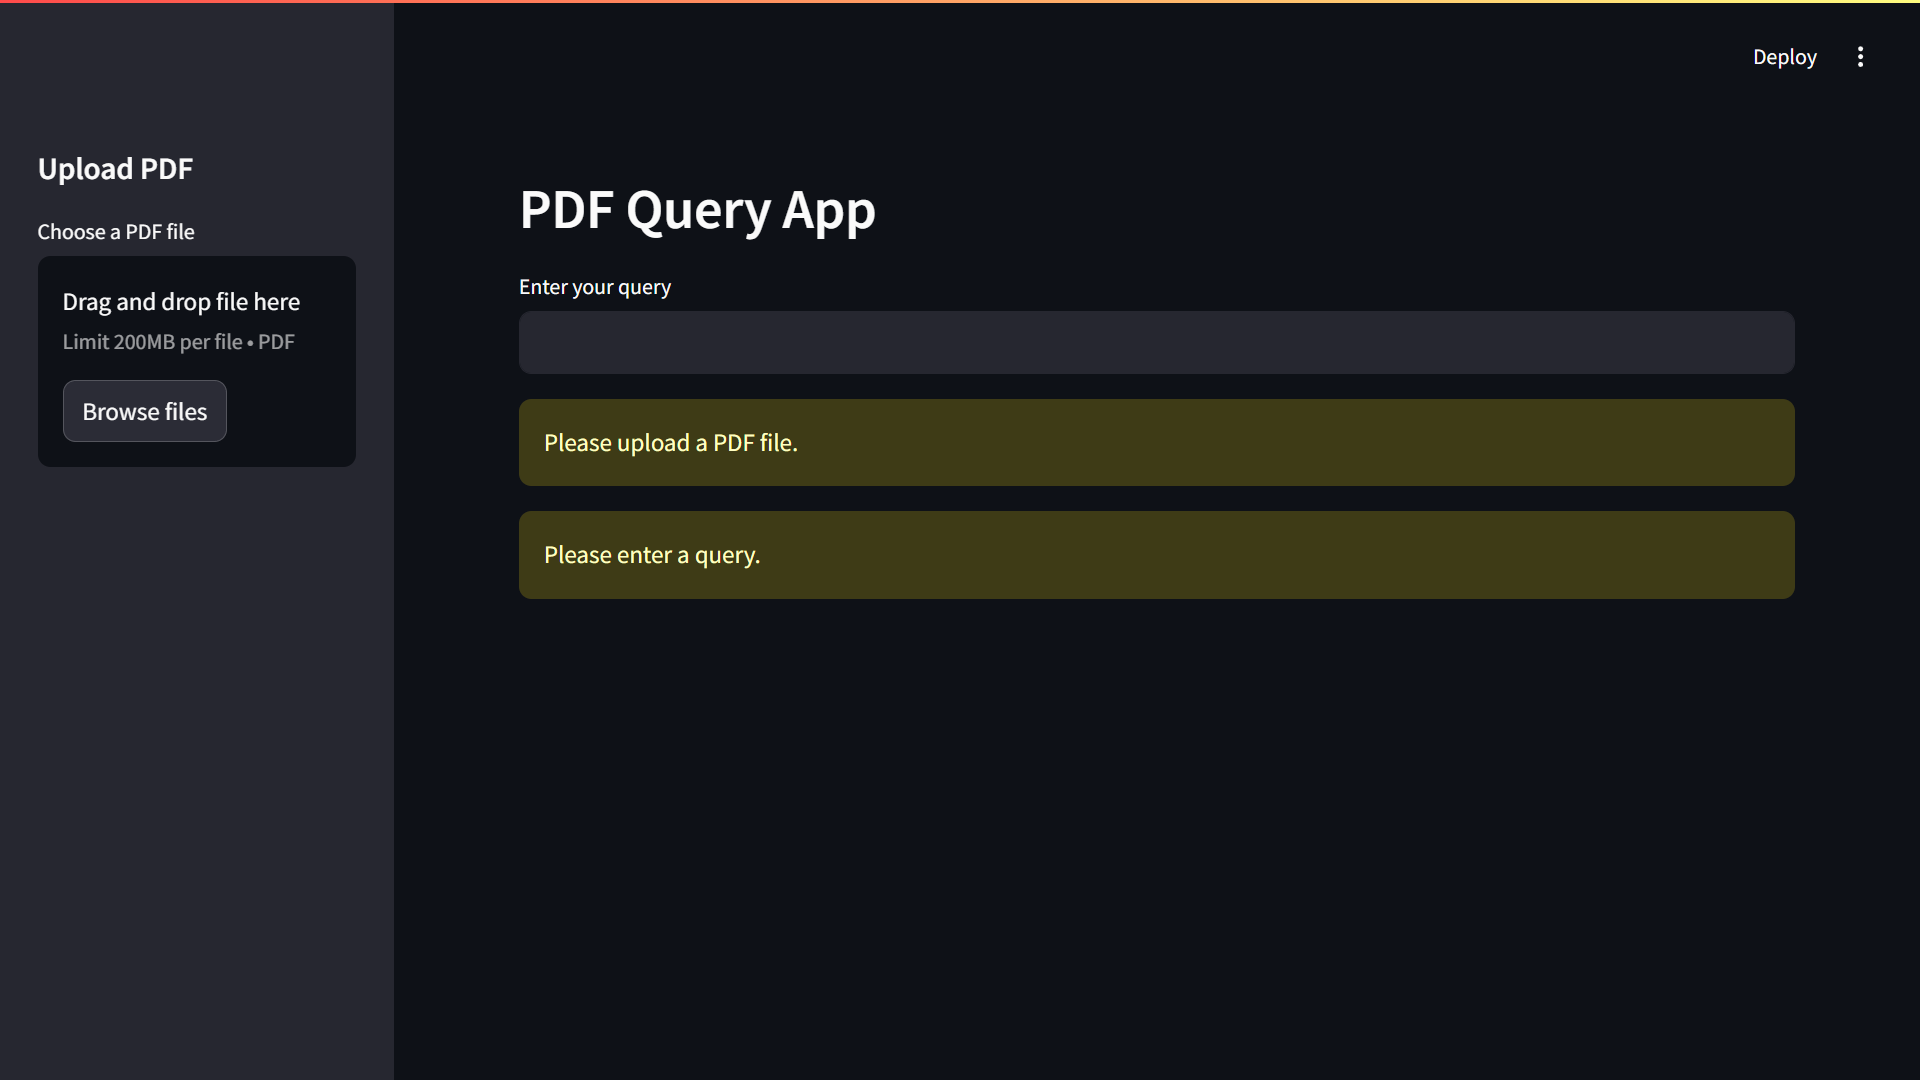 Deploy
Upload PDF
Choose a PDF file
Drag and drop file here
Limit 200MB per file • PDF
Browse files
PDF Query App
Enter your query
Please upload a PDF file.
Please enter a query.